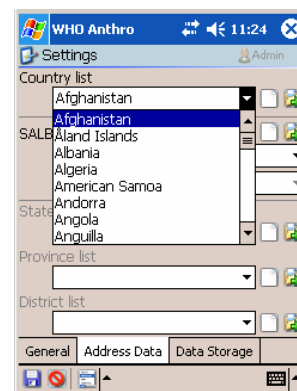 WHO Anthro 11:24
Settings Admin
Country list
Afghanistan
Afghanistan
SALB Åland Islands
Albania
Algeria
American Samoa
Andorra
State Angola
Anguilla
Province list
District list
General Address Data Data Storage